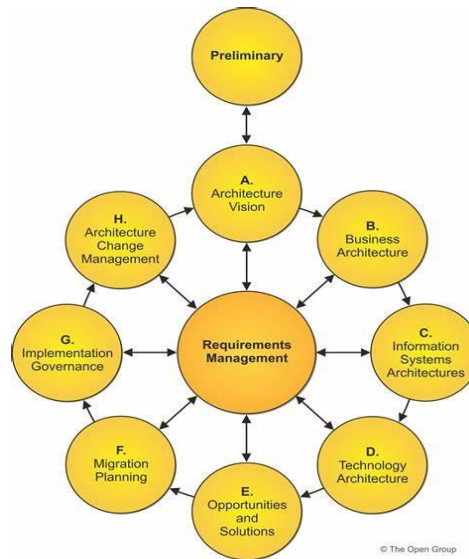 Preliminary
A.
Architecture
Vision
B.
Business
Architecture
C.
Information
Systems
Architectures
D.
Technology
Architecture
E.
Opportunities
and
Solutions
F.
Migration
Planning
G.
Implementation
Governance
H.
Architecture
Change
Management
Requirements
Management
© The Open Group